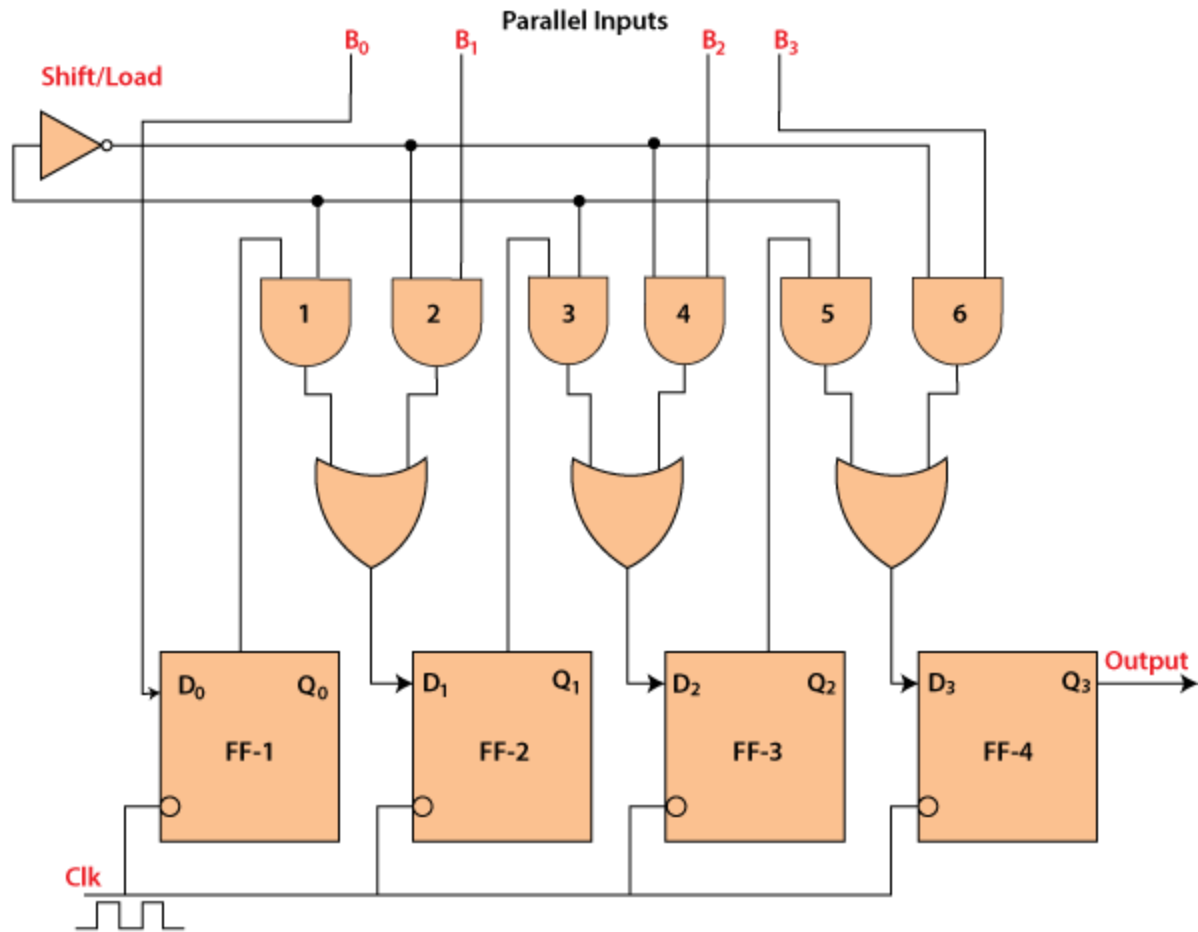 Parallel Inputs
B₀ B₁ B₂ B₃
Shift/Load
1 2 3 4 5 6
Output
D₀ Q₀ D₁ Q₁ D₂ Q₂ D₃ Q₃
FF-1 FF-2 FF-3 FF-4
Clk